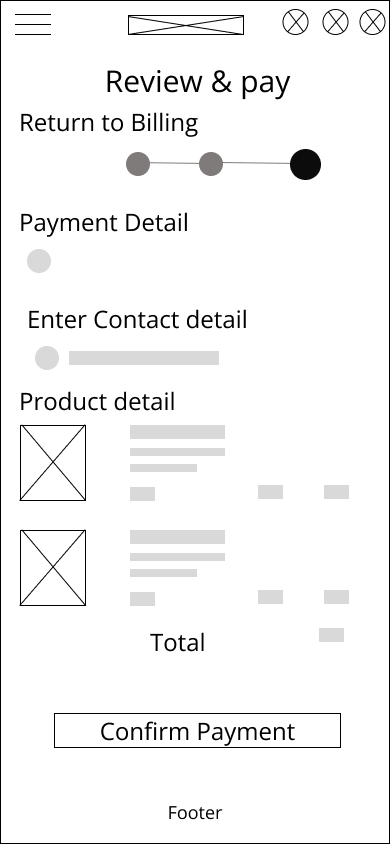 Review & pay
Return to Billing
Payment Detail
Enter Contact detail
Product detail
Total
Confirm Payment
Footer